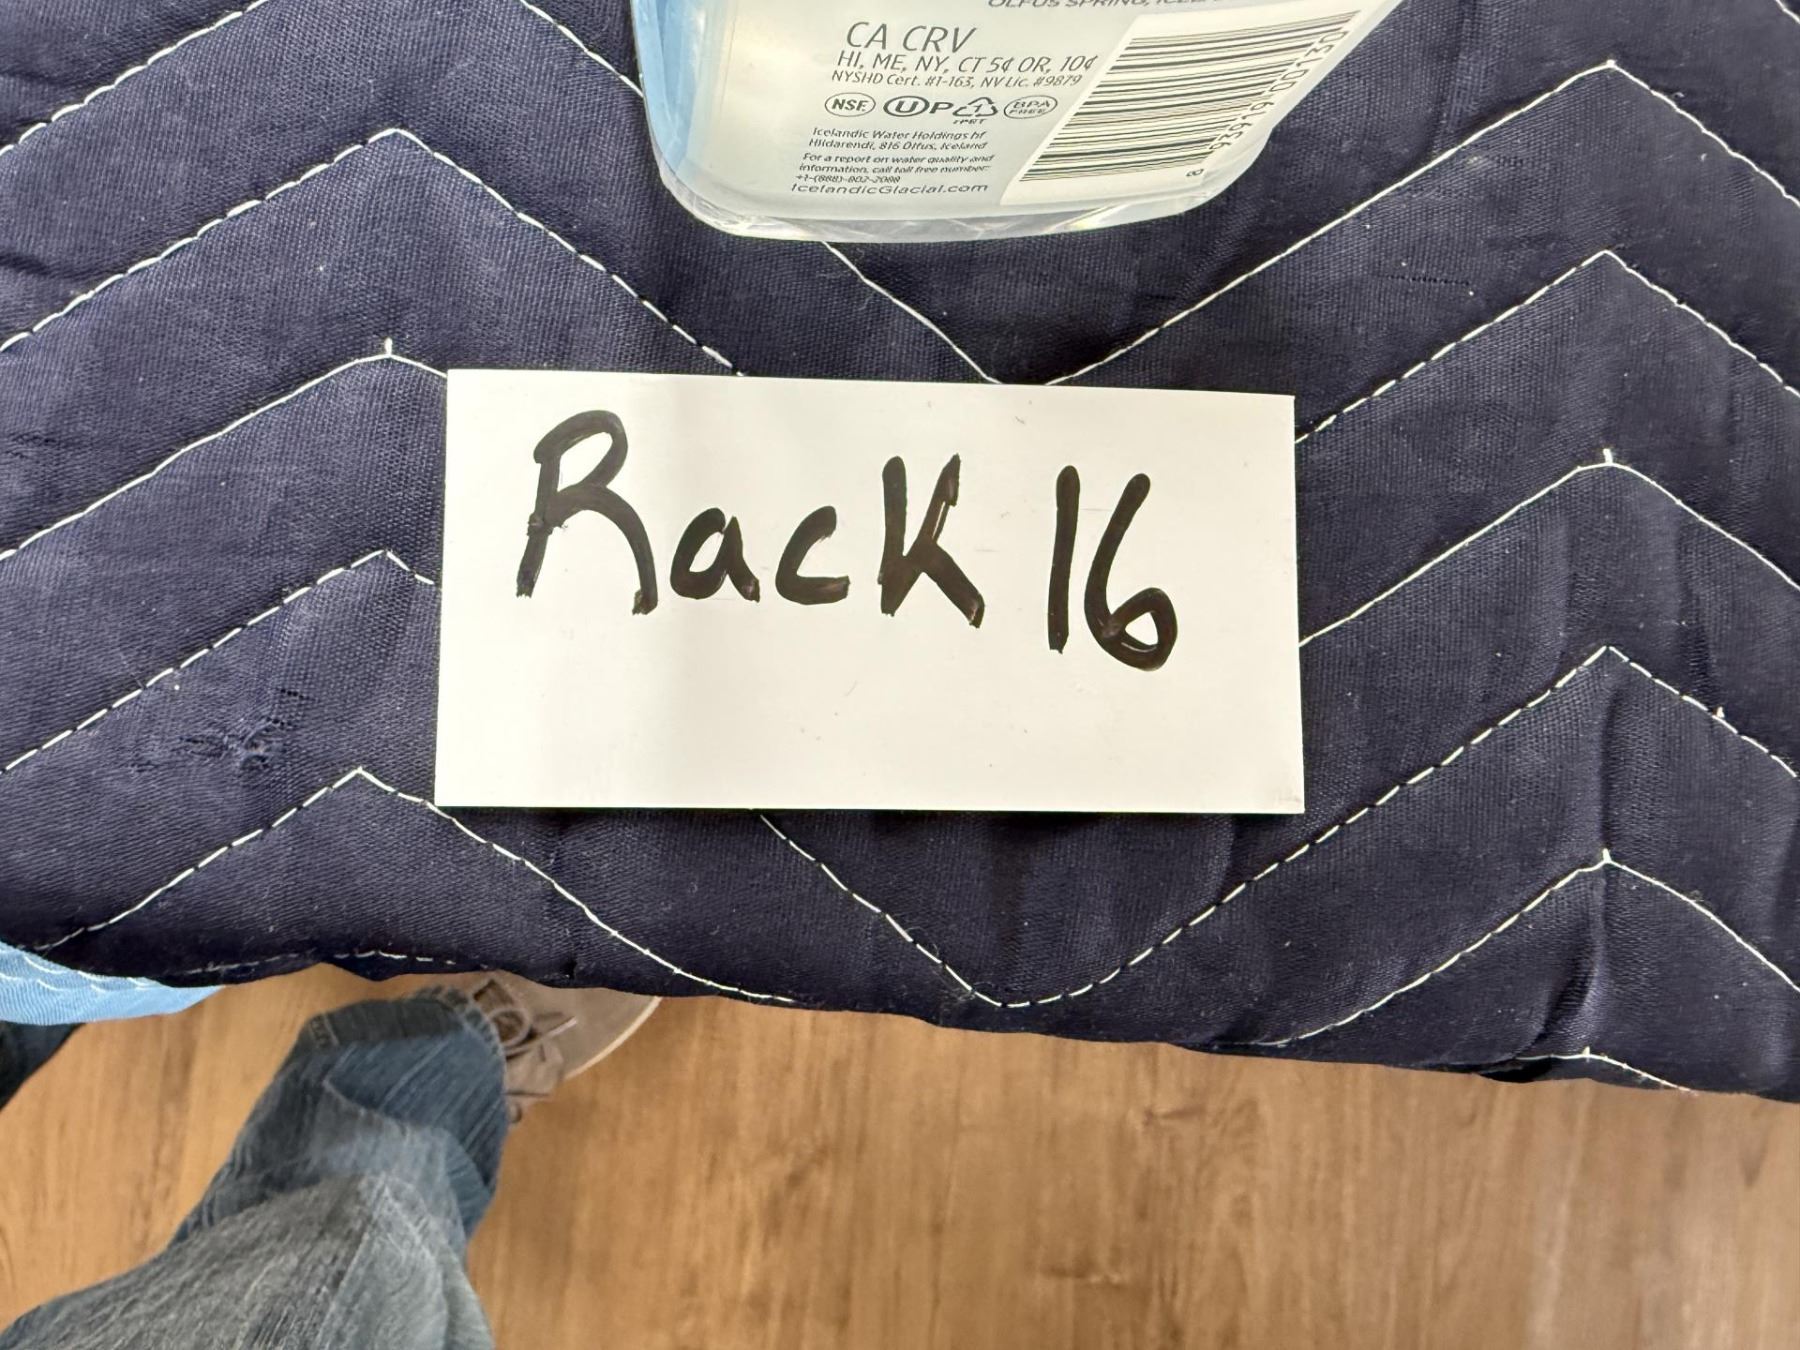 CA CRV
HI, ME, NY, CT 5¢ OR, 10¢
NYSHD Cert. #1-163, NV Lic. #9879
NSF U P 1 BPA FREE
rPET
Icelandic Water Holdings hf
Hlidarendi, 816 Olfus, Iceland
For a report on water quality and
information, call toll free number:
IcelandicGlacial.com
Rack 16